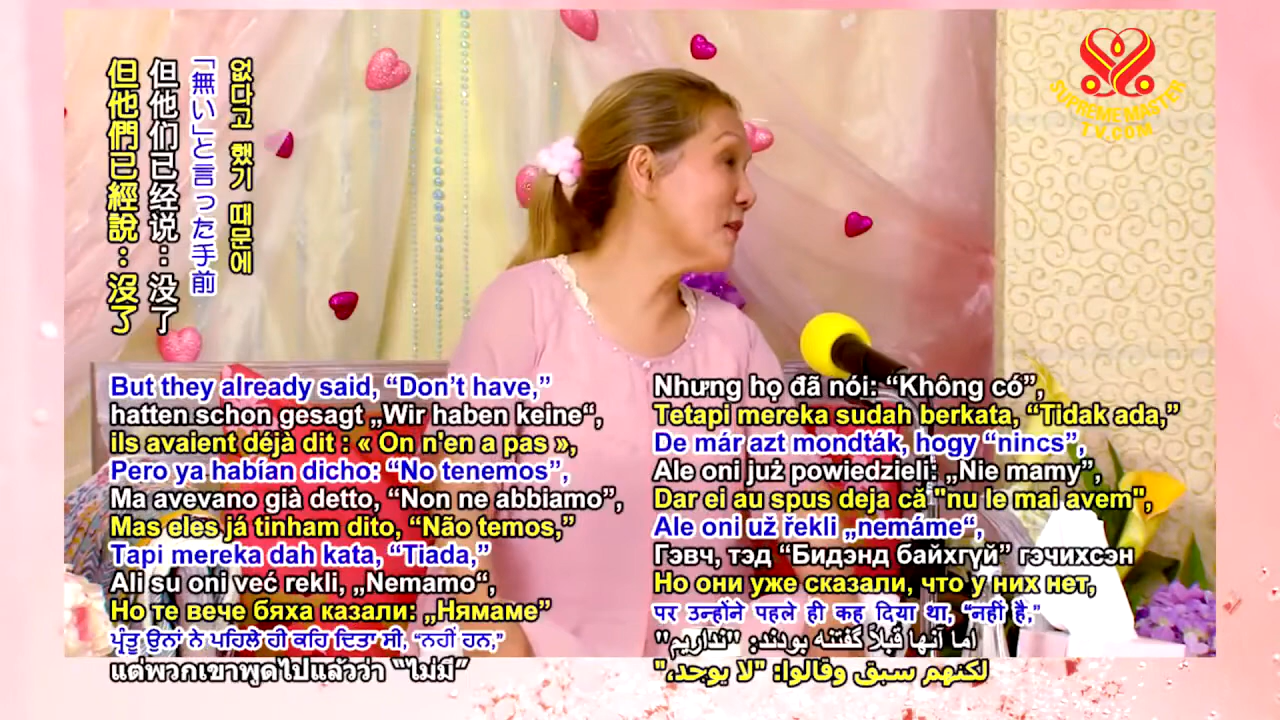 없다고 했기 때문에
「無い」と言った手前
但他们已经说：没了
但他們已經說：沒了
SUPREME MASTER
TV.COM
But they already said, “Don’t have,”
hatten schon gesagt „Wir haben keine“,
ils avaient déjà dit : « On n'en a pas »,
Pero ya habían dicho: “No tenemos”,
Ma avevano già detto, “Non ne abbiamo”,
Mas eles já tinham dito, “Não temos,”
Tapi mereka dah kata, “Tiada,”
Ali su oni već rekli, „Nemamo“,
Но те вече бяха казали: „Нямаме”
ਪ੍ਰੰਤੂ ਉਨਾਂ ਨੇ ਪਹਿਲੇ ਹੀ ਕਹਿ ਦਿਤਾ ਸੀ, “ਨਹੀਂ ਹਨ,”
แต่พวกเขาพูดไปแล้วว่า “ไม่มี”
Nhưng họ đã nói: “Không có”,
Tetapi mereka sudah berkata, “Tidak ada,”
De már azt mondták, hogy “nincs”,
Ale oni już powiedzieli: „Nie mamy”,
Dar ei au spus deja că "nu le mai avem",
Ale oni už řekli „nemáme“,
Гэвч, тэд “Бидэнд байхгүй” гэчихсэн
Но они уже сказали, что у них нет,
पर उन्होंने पहले ही कह दिया था, “नहीं है,”
اما آنها قبلاً گفته بودند: "نداریم"
لكنهم سبق وقالوا: "لا يوجد،"